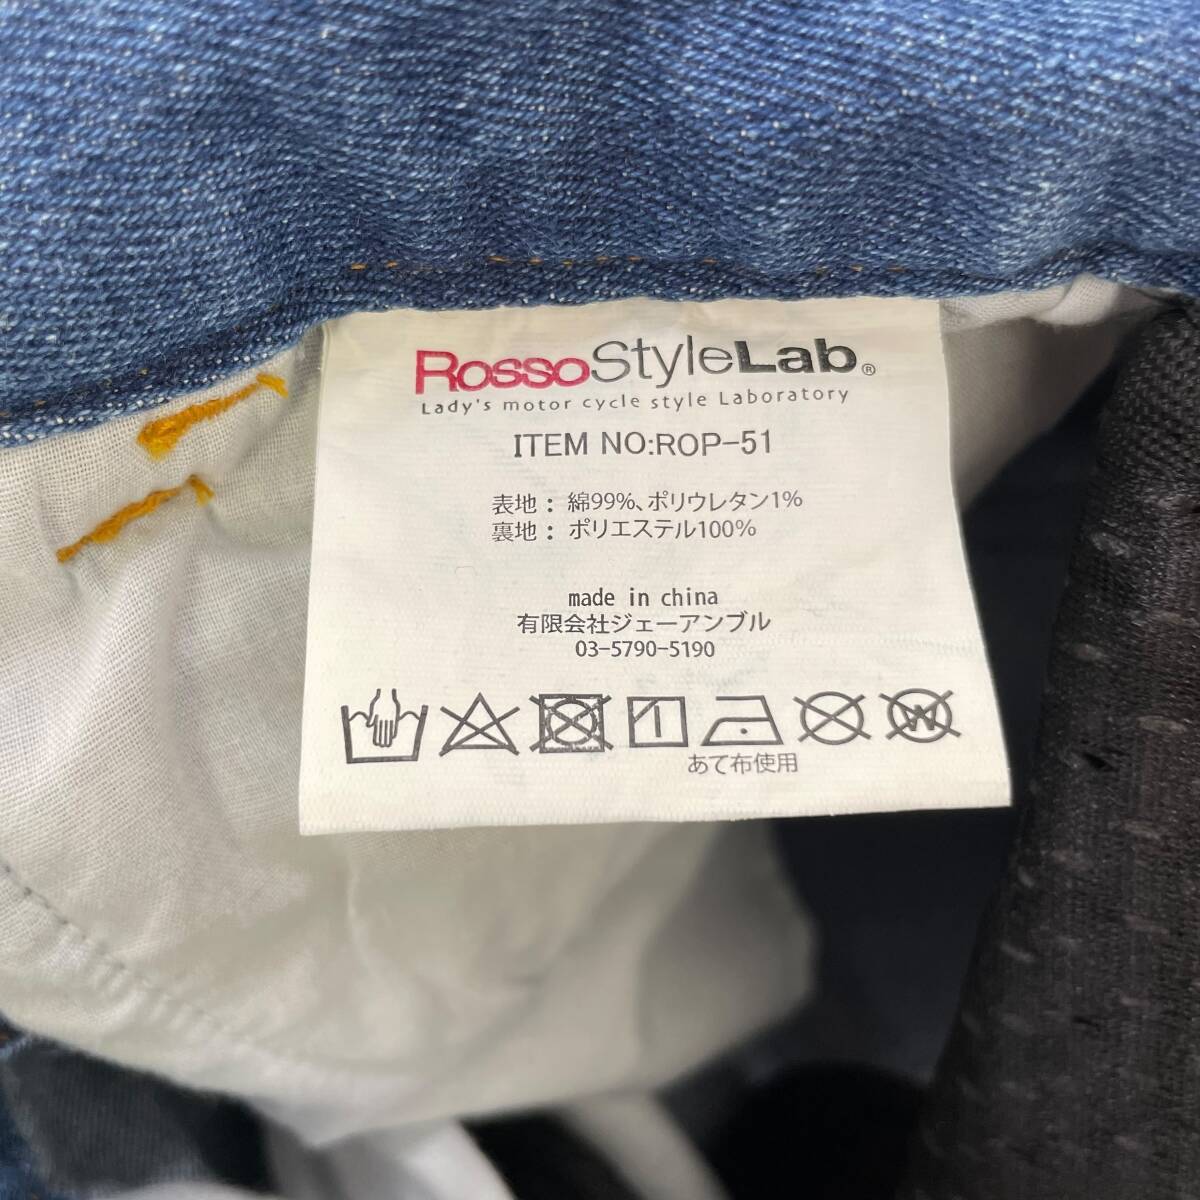 RossoStyleLab®
Lady's motor cycle style Laboratory
ITEM NO:ROP-51
表地： 綿99%、ポリウレタン1%
裏地： ポリエステル100%
made in china
有限会社ジェーアンブル
03-5790-5190
W
あて布使用